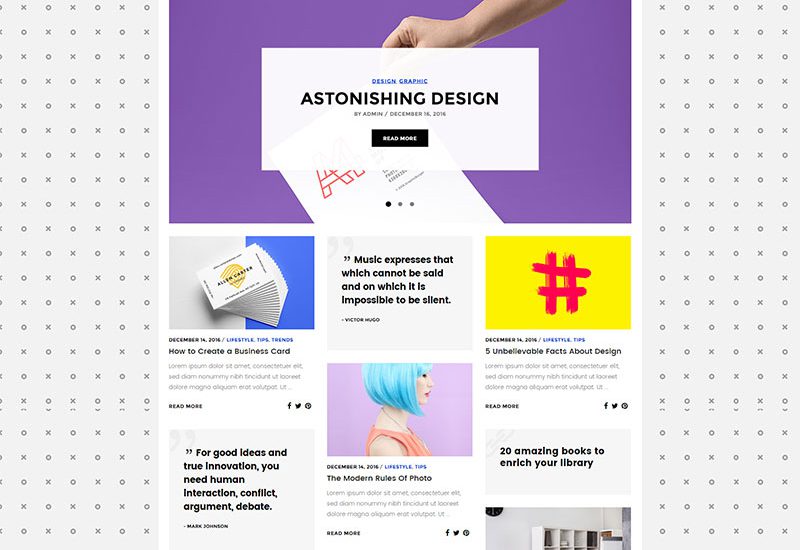 DESIGN GRAPHIC
ASTONISHING DESIGN
BY ADMIN / DECEMBER 16, 2016
READ MORE
ALLEN CARTER
DECEMBER 14, 2016 / LIFESTYLE, TIPS, TRENDS
How to Create a Business Card
Lorem ipsum dolor sit amet, consectetuer elit,
sed diam nonummy nibh tincidunt ut laoreet
dolore magna aliquam erat volutpat. Ut ...
READ MORE
” For good ideas and
true innovation, you
need human
interaction, conflict,
argument, debate.
- MARK JOHNSON
” Music expresses that
which cannot be said
and on which it is
impossible to be silent.
- VICTOR HUGO
DECEMBER 14, 2016 / LIFESTYLE, TIPS
The Modern Rules Of Photo
Lorem ipsum dolor sit amet, consectetuer elit,
sed diam nonummy nibh tincidunt ut laoreet
dolore magna aliquam erat volutpat. Ut ...
READ MORE
#
DECEMBER 14, 2016 / LIFESTYLE, TIPS
5 Unbelievable Facts About Design
Lorem ipsum dolor sit amet, consectetuer elit,
sed diam nonummy nibh tincidunt ut laoreet
dolore magna aliquam erat volutpat. Ut ...
READ MORE
20 amazing books to
enrich your library